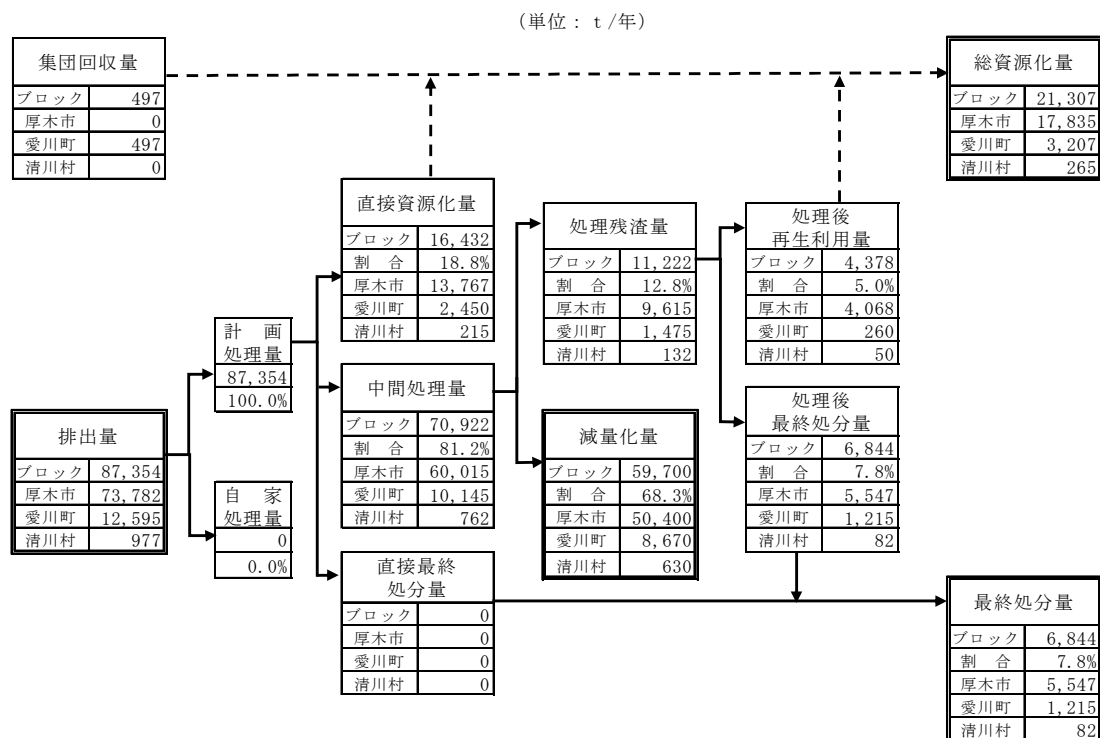 (単位：t/年)
集団回収量
ブロック 497
厚木市 0
愛川町 497
清川村 0
総資源化量
ブロック 21,307
厚木市 17,835
愛川町 3,207
清川村 265
直接資源化量
ブロック 16,432
割　合 18.8%
厚木市 13,767
愛川町 2,450
清川村 215
処理残渣量
ブロック 11,222
割　合 12.8%
厚木市 9,615
愛川町 1,475
清川村 132
処理後
再生利用量
ブロック 4,378
割　合 5.0%
厚木市 4,068
愛川町 260
清川村 50
計　画
処理量
87,354
100.0%
中間処理量
ブロック 70,922
割　合 81.2%
厚木市 60,015
愛川町 10,145
清川村 762
減量化量
ブロック 59,700
割　合 68.3%
厚木市 50,400
愛川町 8,670
清川村 630
処理後
最終処分量
ブロック 6,844
割　合 7.8%
厚木市 5,547
愛川町 1,215
清川村 82
排出量
ブロック 87,354
厚木市 73,782
愛川町 12,595
清川村 977
自　家
処理量
0
0.0%
直接最終
処分量
ブロック 0
厚木市 0
愛川町 0
清川村 0
最終処分量
ブロック 6,844
割　合 7.8%
厚木市 5,547
愛川町 1,215
清川村 82